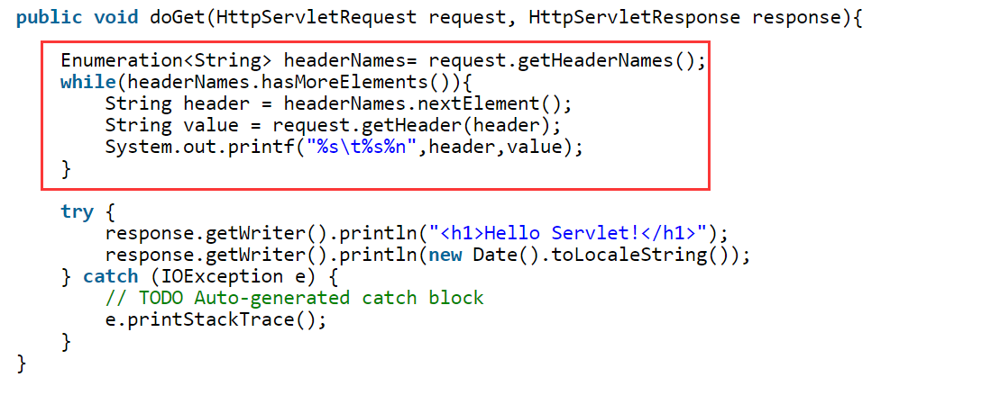 public void doGet(HttpServletRequest request, HttpServletResponse response){
Enumeration<String> headerNames= request.getHeaderNames();
while(headerNames.hasMoreElements()){
String header = headerNames.nextElement();
String value = request.getHeader(header);
System.out.printf("%s\t%s%n",header,value);
}
try {
response.getWriter().println("<h1>Hello Servlet!</h1>");
response.getWriter().println(new Date().toLocaleString());
} catch (IOException e) {
// TODO Auto-generated catch block
e.printStackTrace();
}
}